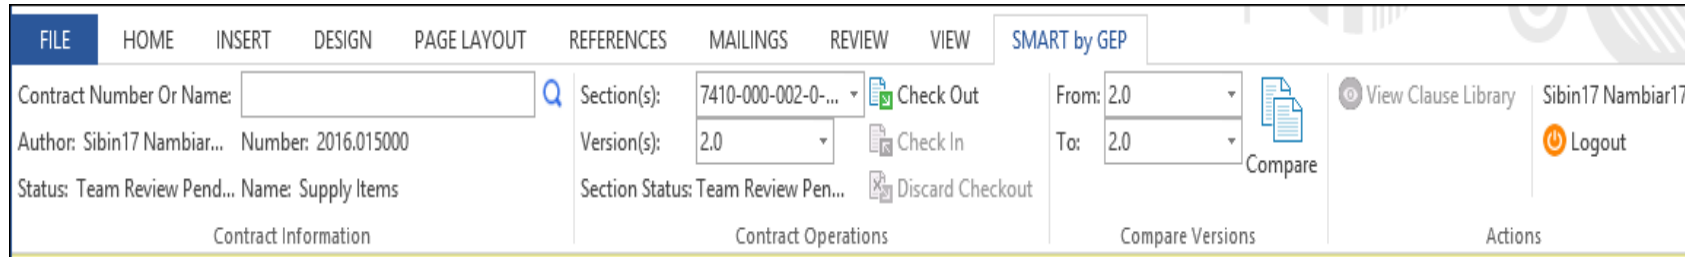 FILE HOME INSERT DESIGN PAGE LAYOUT REFERENCES MAILINGS REVIEW VIEW SMART by GEP
Contract Number Or Name: Section(s): 7410-000-002-0-... Check Out From: 2.0 View Clause Library Sibin17 Nambiar17
Author: Sibin17 Nambiar... Number: 2016.015000 Version(s): 2.0 Check In To: 2.0 Compare Logout
Status: Team Review Pend... Name: Supply Items Section Status: Team Review Pen... Discard Checkout
Contract Information Contract Operations Compare Versions Actions